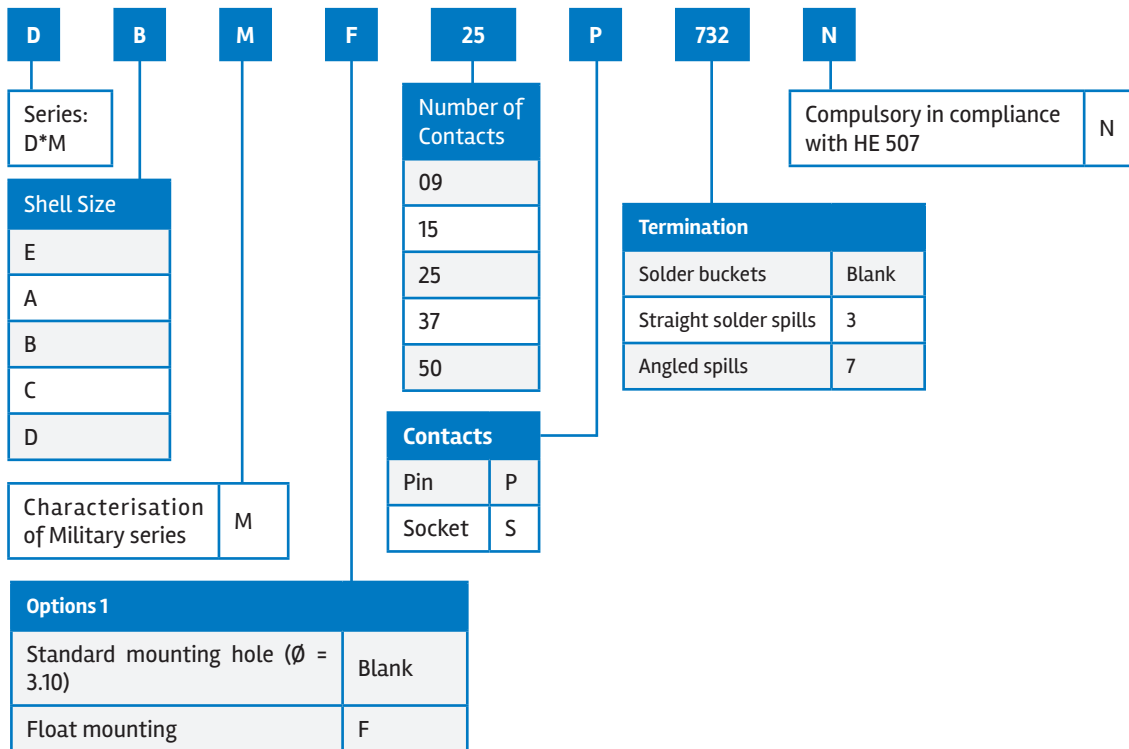 D B M F 25 P 732 N
Series:
D*M
Shell Size
E
A
B
C
D
Characterisation M
of Military series
Options 1
Standard mounting hole (Ø = Blank
3.10)
Float mounting F
Number of
Contacts
09
15
25
37
50
Contacts
Pin P
Socket S
Termination
Solder buckets Blank
Straight solder spills 3
Angled spills 7
Compulsory in compliance N
with HE 507